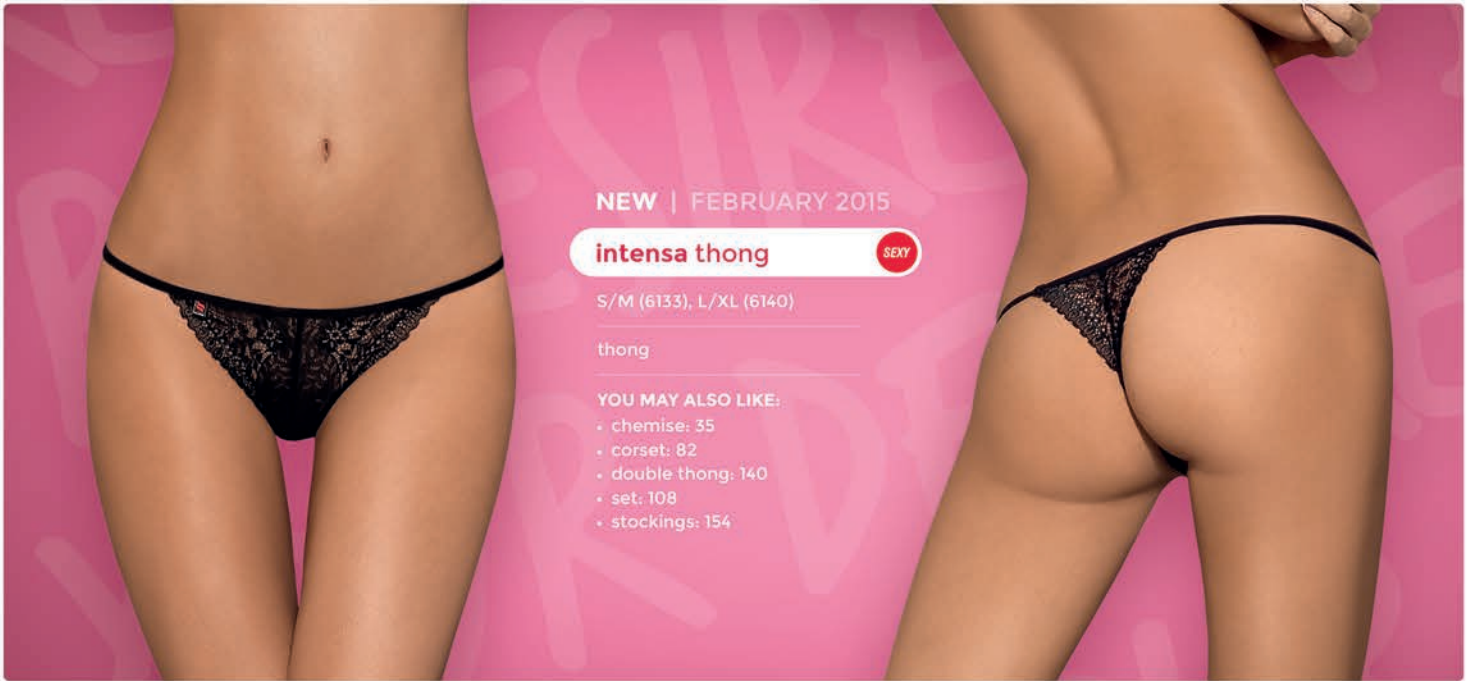 NEW | FEBRUARY 2015
intensa thong
SEXY
S/M (6133), L/XL (6140)
thong
YOU MAY ALSO LIKE:
• chemise: 35
• corset: 82
• double thong: 140
• set: 108
• stockings: 154
DESIRE